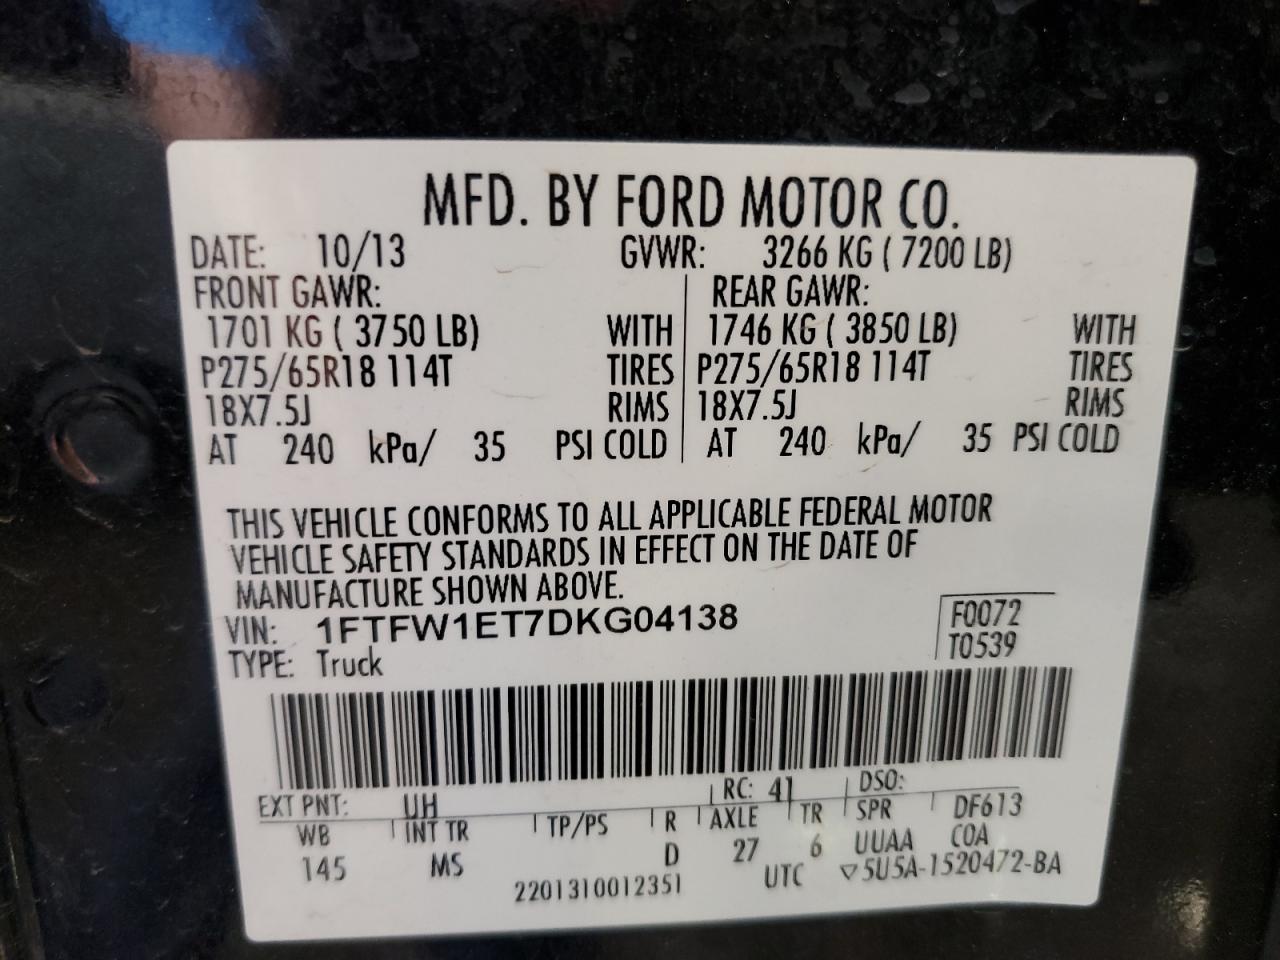 MFD. BY FORD MOTOR CO.
DATE: 10/13 GVWR: 3266 KG ( 7200 LB)
FRONT GAWR: REAR GAWR:
1701 KG ( 3750 LB) WITH 1746 KG ( 3850 LB) WITH
P275/65R18 114T TIRES P275/65R18 114T TIRES
18X7.5J RIMS 18X7.5J RIMS
AT 240 kPa/ 35 PSI COLD AT 240 kPa/ 35 PSI COLD
THIS VEHICLE CONFORMS TO ALL APPLICABLE FEDERAL MOTOR
VEHICLE SAFETY STANDARDS IN EFFECT ON THE DATE OF
MANUFACTURE SHOWN ABOVE.
VIN: 1FTFW1ET7DKG04138 F0072
TYPE: Truck T0539
EXT PNT: UH RC: 41 DSO:
WB INT TR TP/PS R AXLE TR SPR DF613
145 MS D 27 6 UUAA COA
2201310012351 UTC ▽5U5A-1520472-BA